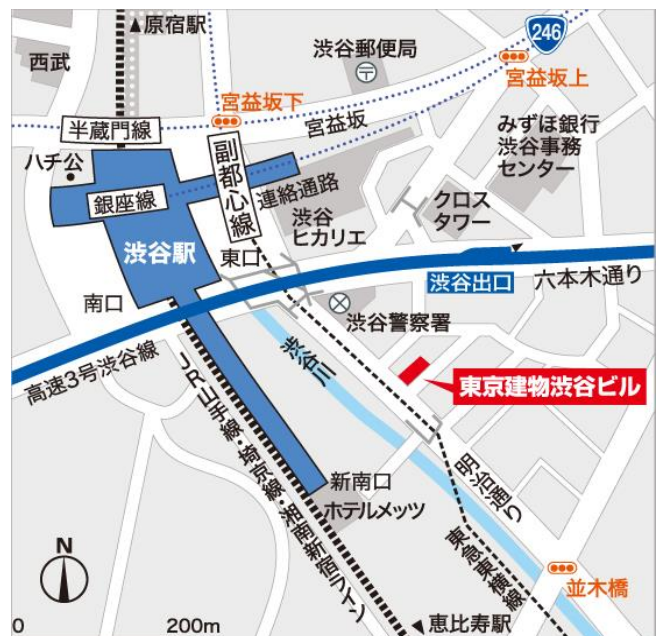 ▲原宿駅
西武
渋谷郵便局
〒
246
宮益坂上
宮益坂下
宮益坂
半蔵門線
副都心線
みずほ銀行
渋谷事務
センター
ハチ公
銀座線
連絡通路
渋谷
ヒカリエ
クロス
タワー
渋谷駅
東口
渋谷出口
六本木通り
南口
渋谷警察署
高速3号渋谷線
渋谷川
東京建物渋谷ビル
JR山手線・埼京線・湘南新宿ライン
新南口
ホテルメッツ
明治通り
東急東横線
並木橋
N
0
200m
恵比寿駅